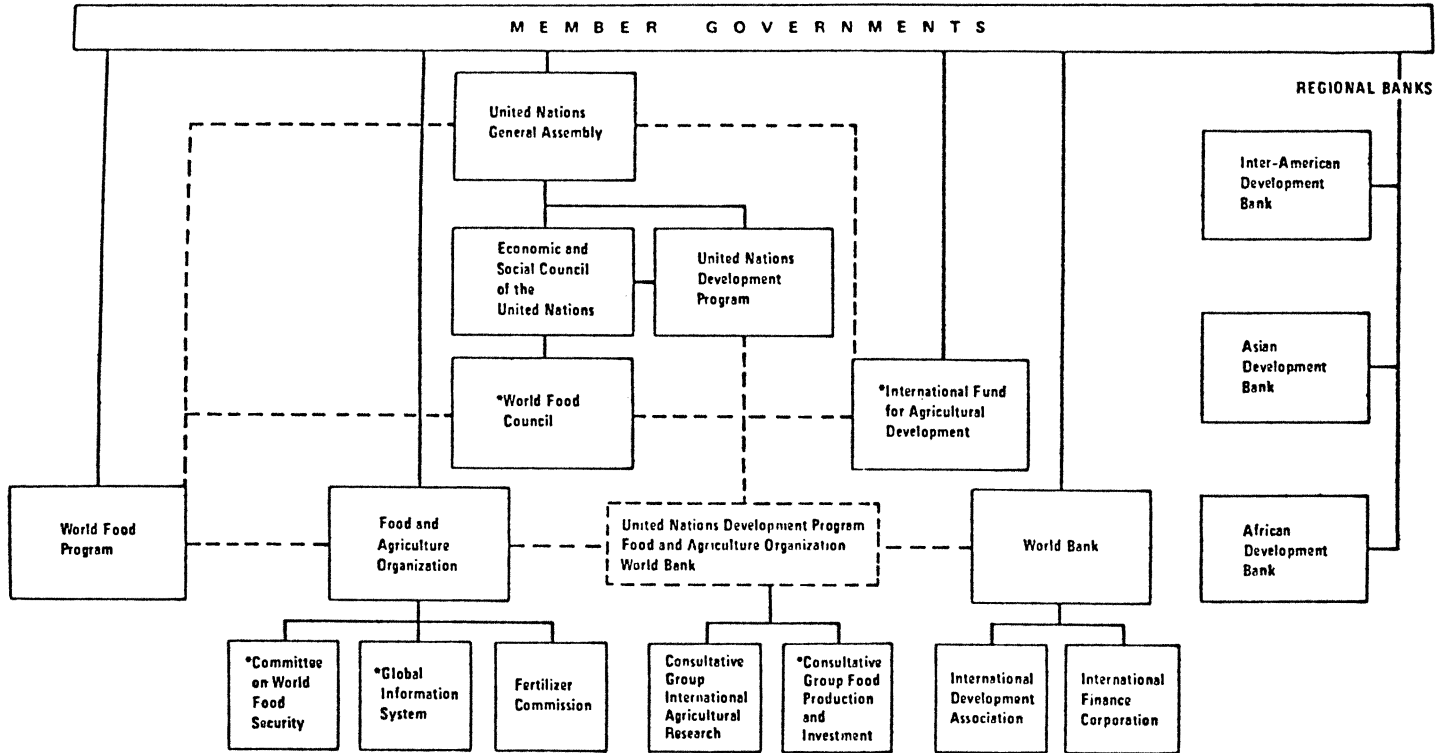 MEMBER GOVERNMENTS
REGIONAL BANKS
United Nations
General Assembly
Inter-American
Development
Bank
Economic and
Social Council
of the
United Nations
United Nations
Development
Program
Asian
Development
Bank
*World Food
Council
*International Fund
for Agricultural
Development
World Food
Program
Food and
Agriculture
Organization
United Nations Development Program
Food and Agriculture Organization
World Bank
World Bank
African
Development
Bank
*Committee
on World
Food
Security
*Global
Information
System
Fertilizer
Commission
Consultative
Group
International
Agricultural
Research
*Consultative
Group Food
Production
and
Investment
International
Development
Association
International
Finance
Corporation